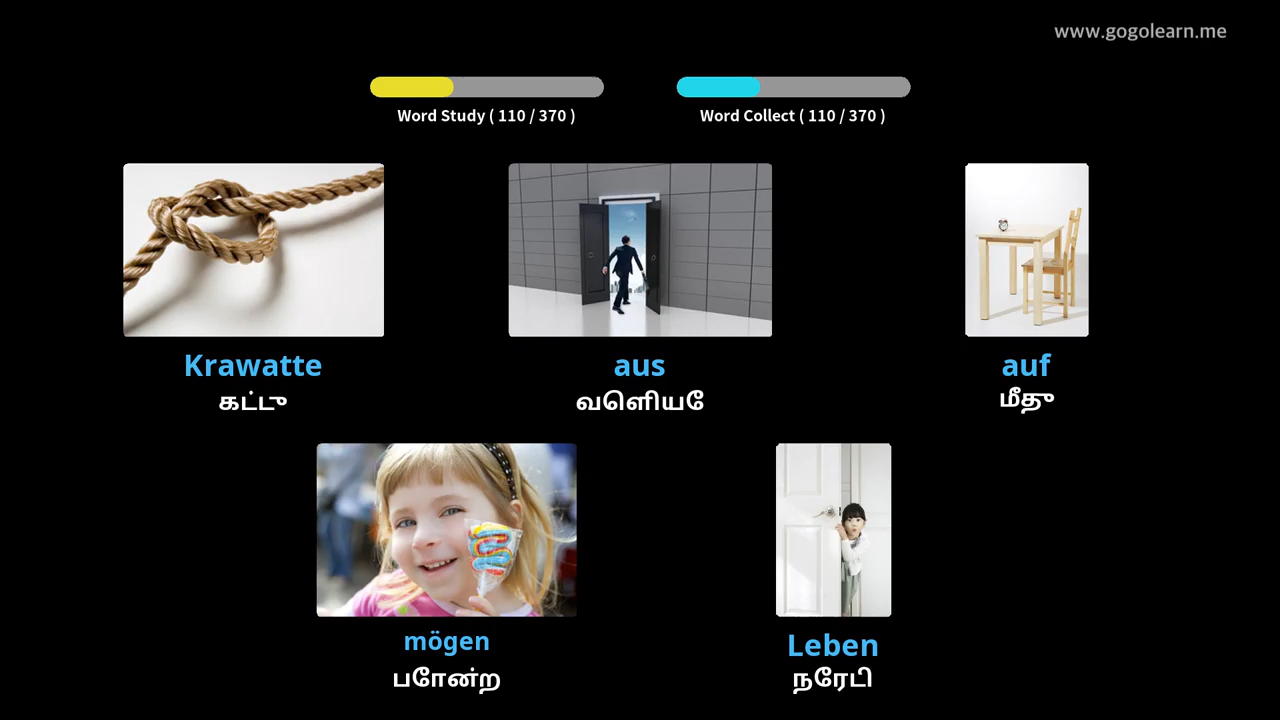 www.gogolearn.me
Word Study ( 110 / 370 )
Word Collect ( 110 / 370 )
Krawatte
aus
auf
கட்டு
வெளியே
மீது
mögen
Leben
போன்ற
நேரடி